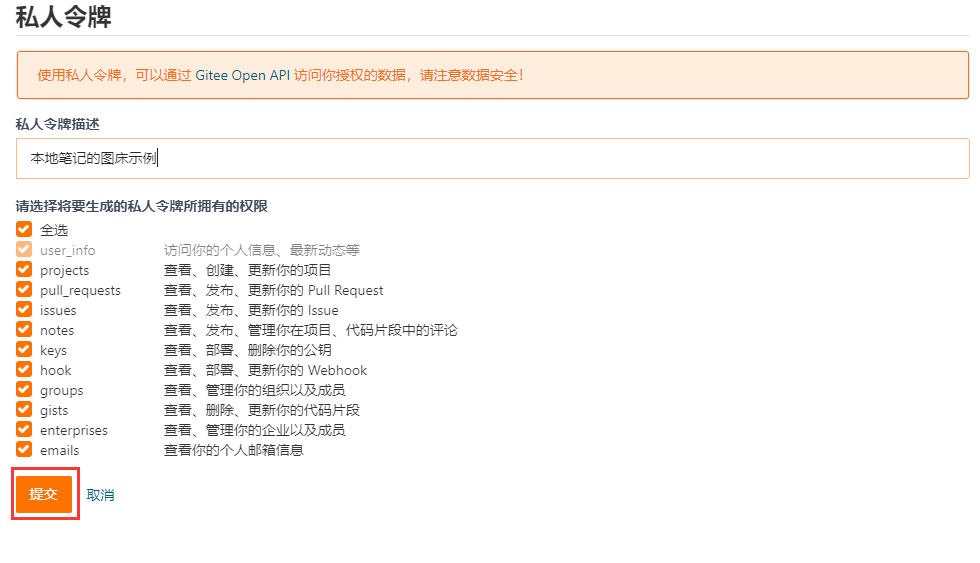 私人令牌
使用私人令牌，可以通过 Gitee Open API 访问你授权的数据，请注意数据安全！
私人令牌描述
本地笔记的图床示例
请选择将要生成的私人令牌所拥有的权限
全选
user_info 访问你的个人信息、最新动态等
projects 查看、创建、更新你的项目
pull_requests 查看、发布、更新你的 Pull Request
issues 查看、发布、更新你的 Issue
notes 查看、发布、管理你在项目、代码片段中的评论
keys 查看、部署、删除你的公钥
hook 查看、部署、更新你的 Webhook
groups 查看、管理你的组织以及成员
gists 查看、删除、更新你的代码片段
enterprises 查看、管理你的企业以及成员
emails 查看你的个人邮箱信息
提交 取消